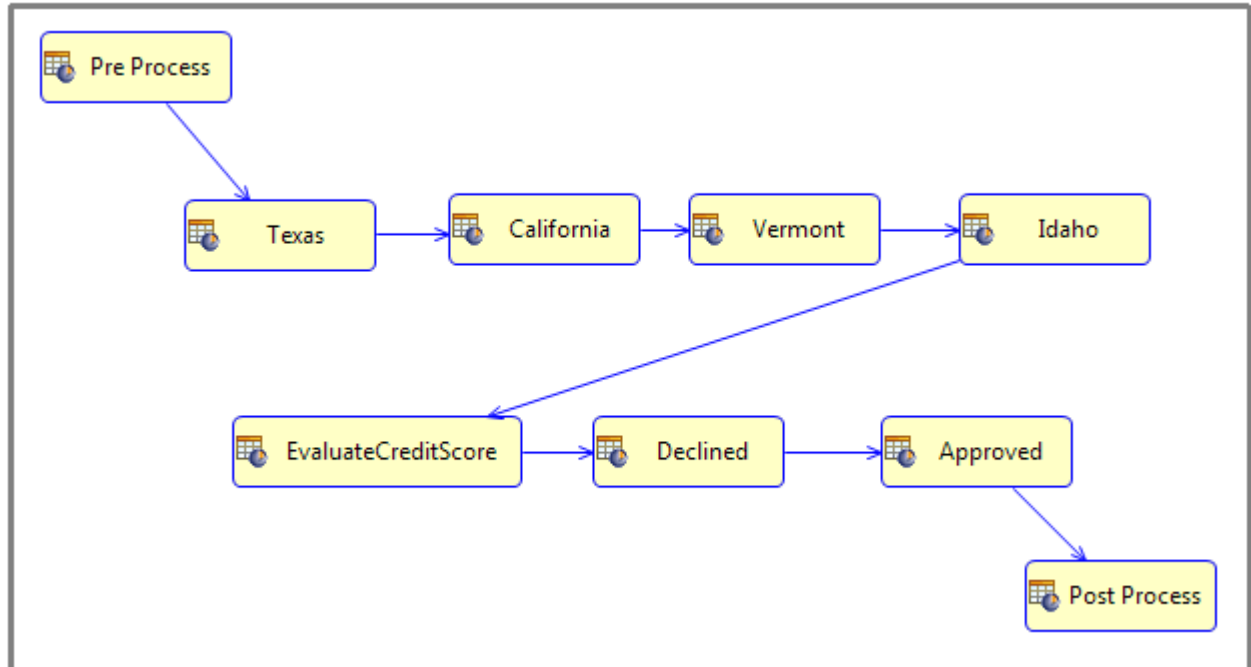 Pre Process
Texas
California
Vermont
Idaho
EvaluateCreditScore
Declined
Approved
Post Process